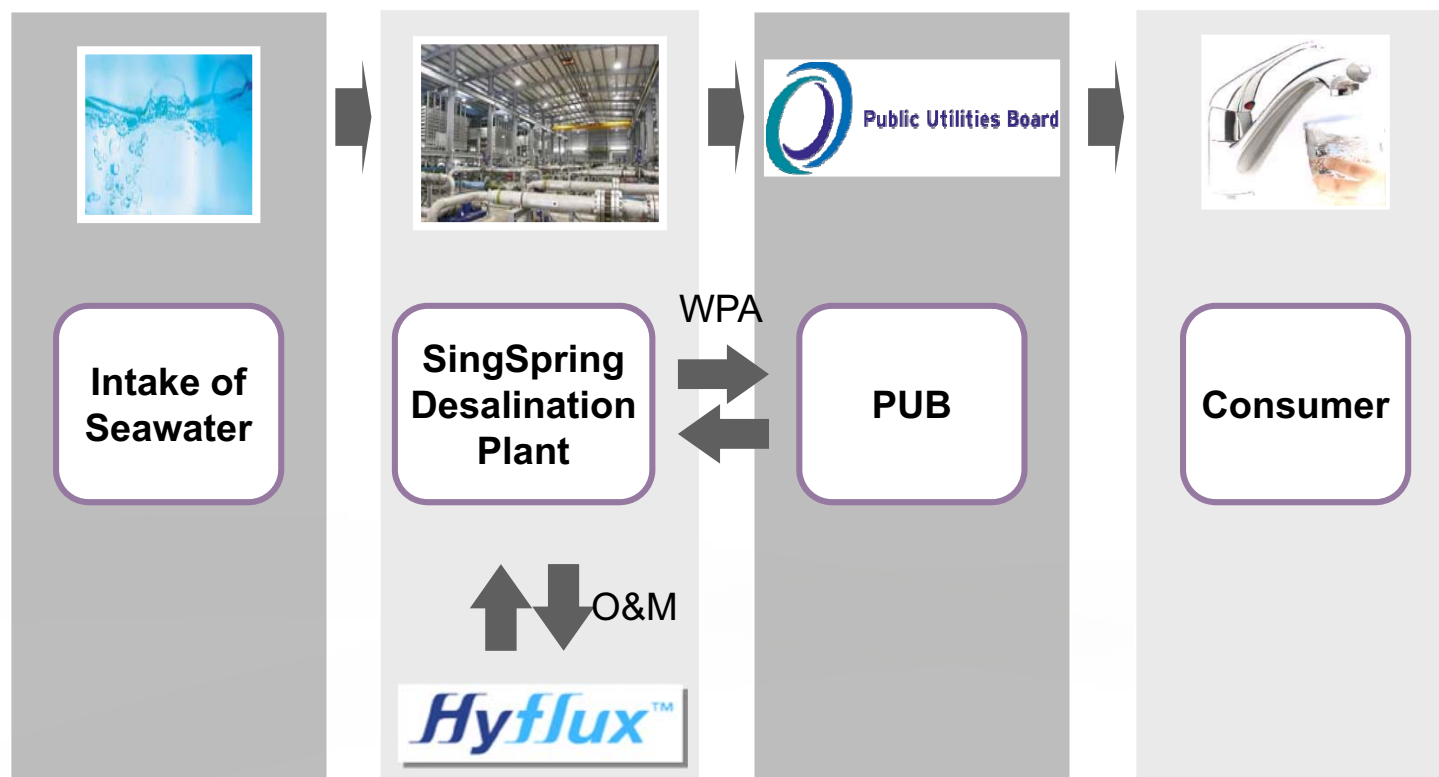 Public Utilities Board
WPA
Intake of
Seawater
SingSpring
Desalination
Plant
PUB
Consumer
O&M
Hyflux™